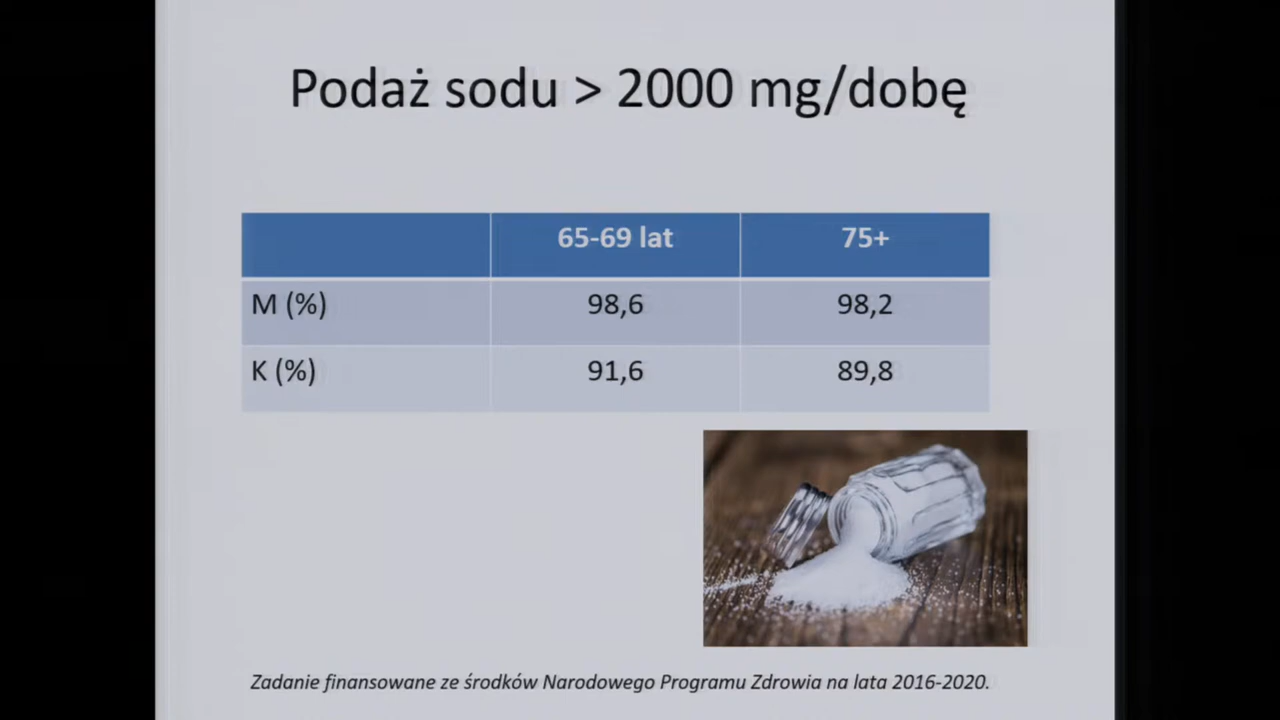 Podaż sodu > 2000 mg/dobę
65-69 lat 75+
M (%) 98,6 98,2
K (%) 91,6 89,8
Zadanie finansowane ze środków Narodowego Programu Zdrowia na lata 2016-2020.